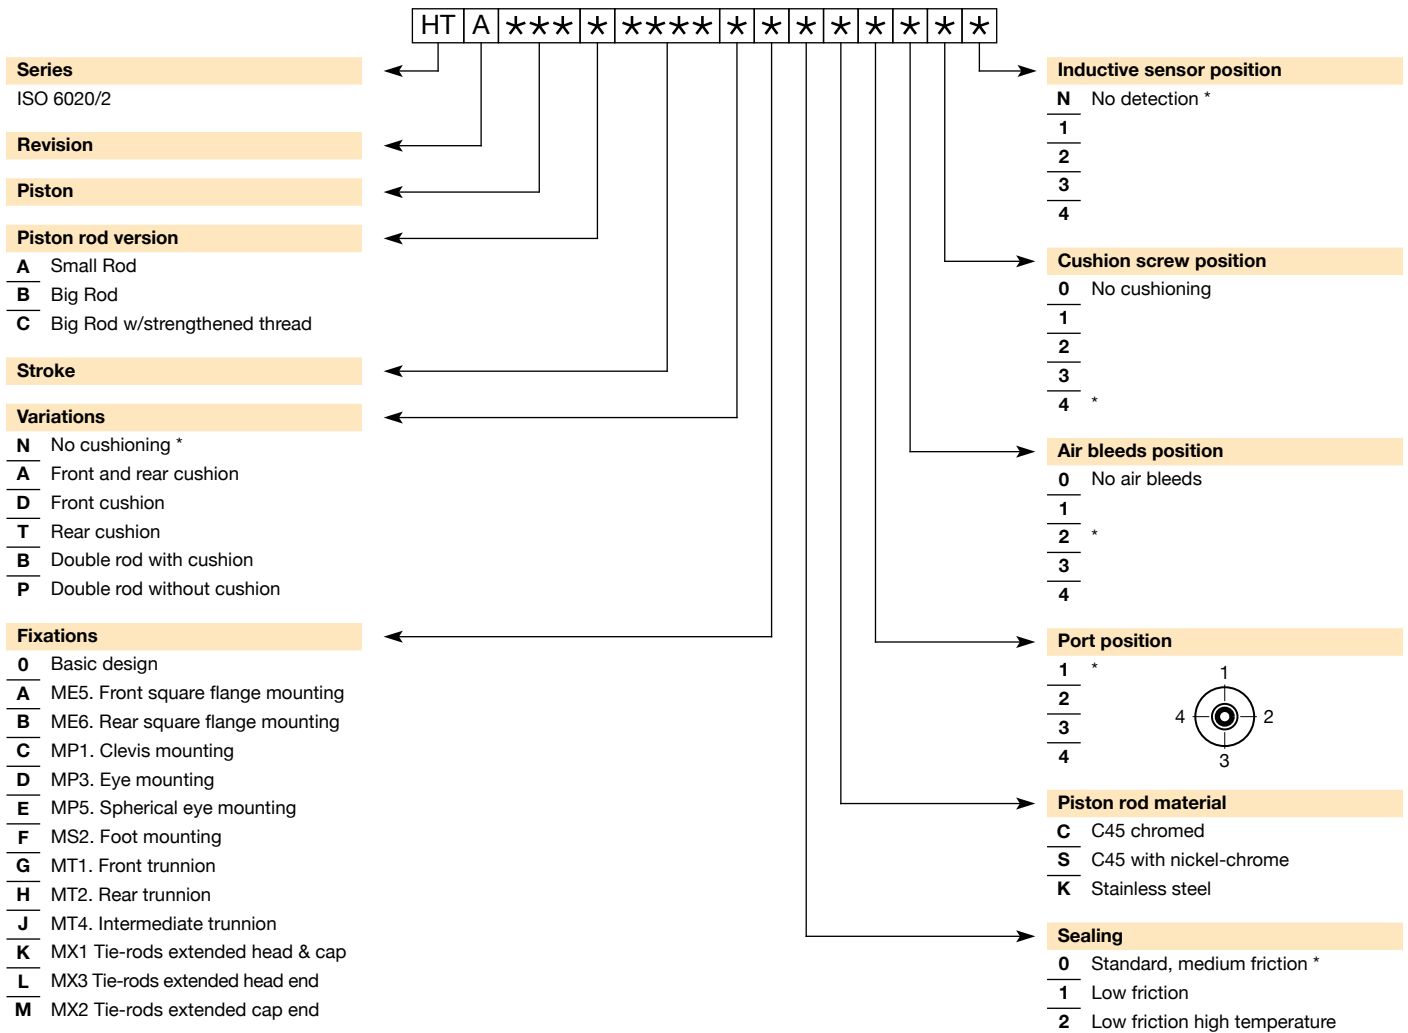 HT A *** * **** * * * * * * * *
Series
ISO 6020/2
Revision
Piston
Piston rod version
A Small Rod
B Big Rod
C Big Rod w/strengthened thread
Stroke
Variations
N No cushioning *
A Front and rear cushion
D Front cushion
T Rear cushion
B Double rod with cushion
P Double rod without cushion
Fixations
0 Basic design
A ME5. Front square flange mounting
B ME6. Rear square flange mounting
C MP1. Clevis mounting
D MP3. Eye mounting
E MP5. Spherical eye mounting
F MS2. Foot mounting
G MT1. Front trunnion
H MT2. Rear trunnion
J MT4. Intermediate trunnion
K MX1 Tie-rods extended head & cap
L MX3 Tie-rods extended head end
M MX2 Tie-rods extended cap end
Inductive sensor position
N No detection *
1
2
3
4
Cushion screw position
0 No cushioning
1
2
3
4 *
Air bleeds position
0 No air bleeds
1
2 *
3
4
Port position
1 *
2
3
4
1
4 2
3
Piston rod material
C C45 chromed
S C45 with nickel-chrome
K Stainless steel
Sealing
0 Standard, medium friction *
1 Low friction
2 Low friction high temperature